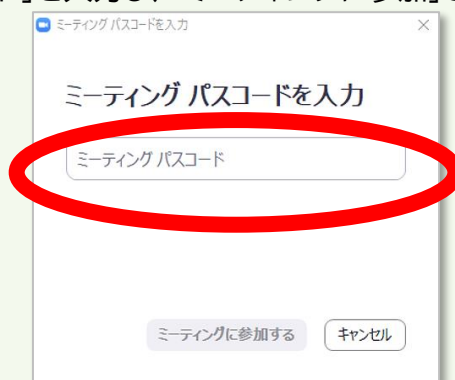 ミーティング パスコードを入力
ミーティング パスコードを入力
ミーティング パスコード
ミーティングに参加する
キャンセル